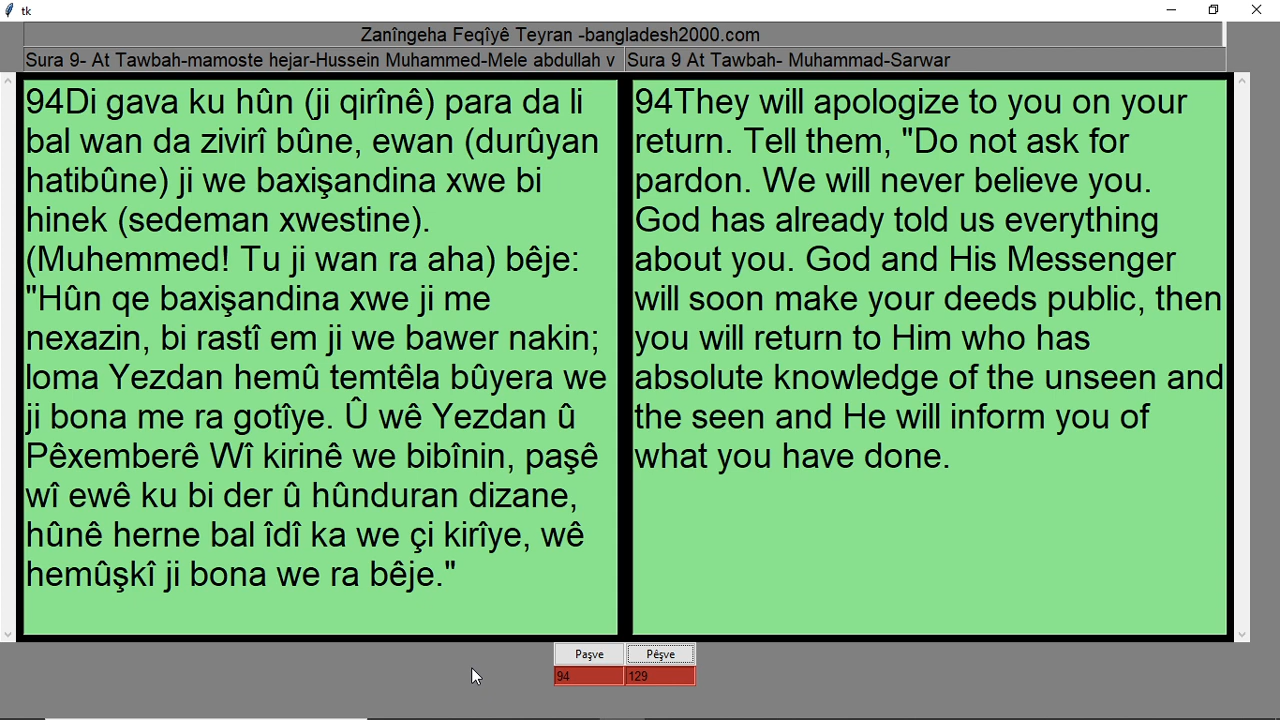 tk
Zanîngeha Feqîyê Teyran -bangladesh2000.com
Sura 9- At Tawbah-mamoste hejar-Hussein Muhammed-Mele abdullah v
Sura 9 At Tawbah- Muhammad-Sarwar
94Di gava ku hûn (ji qirînê) para da li
bal wan da zivirî bûne, ewan (durûyan
hatibûne) ji we baxişandina xwe bi
hinek (sedeman xwestine).
(Muhemmed! Tu ji wan ra aha) bêje:
"Hûn qe baxişandina xwe ji me
nexazin, bi rastî em ji we bawer nakin;
loma Yezdan hemû temtêla bûyera we
ji bona me ra gotîye. Û wê Yezdan û
Pêxemberê Wî kirinê we bibînin, paşê
wî ewê ku bi der û hûnduran dizane,
hûnê herne bal îdî ka we çi kirîye, wê
hemûşkî ji bona we ra bêje."
94They will apologize to you on your
return. Tell them, "Do not ask for
pardon. We will never believe you.
God has already told us everything
about you. God and His Messenger
will soon make your deeds public, then
you will return to Him who has
absolute knowledge of the unseen and
the seen and He will inform you of
what you have done.
Paşve
Pêşve
94
129